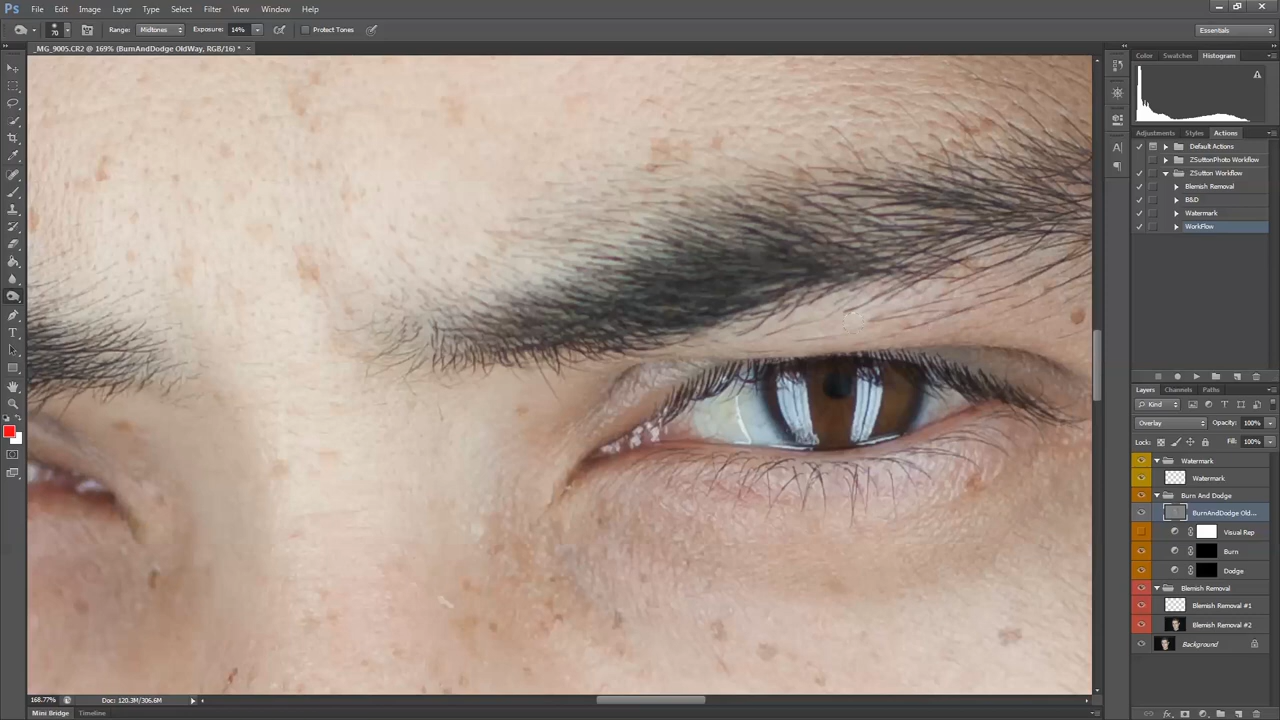 Ps File Edit Image Layer Type Select Filter View Window Help
70 Range: Midtones Exposure: 14% Protect Tones Essentials
_MG_9005.CR2 @ 169% (BurnAndDodge OldWay, RGB/16) * ×
Color Swatches Histogram
Adjustments Styles Actions
Default Actions
ZSuttonPhoto Workflow
ZSutton Workflow
Blemish Removal
B&D
Watermark
WorkFlow
Layers Channels Paths
Kind
Overlay Opacity: 100%
Lock: Fill: 100%
Watermark
Watermark
Burn And Dodge
BurnAndDodge Old...
Visual Rep
Burn
Dodge
Blemish Removal
Blemish Removal #1
Blemish Removal #2
Background
168.77% Doc: 120.3M/306.6M
Mini Bridge Timeline